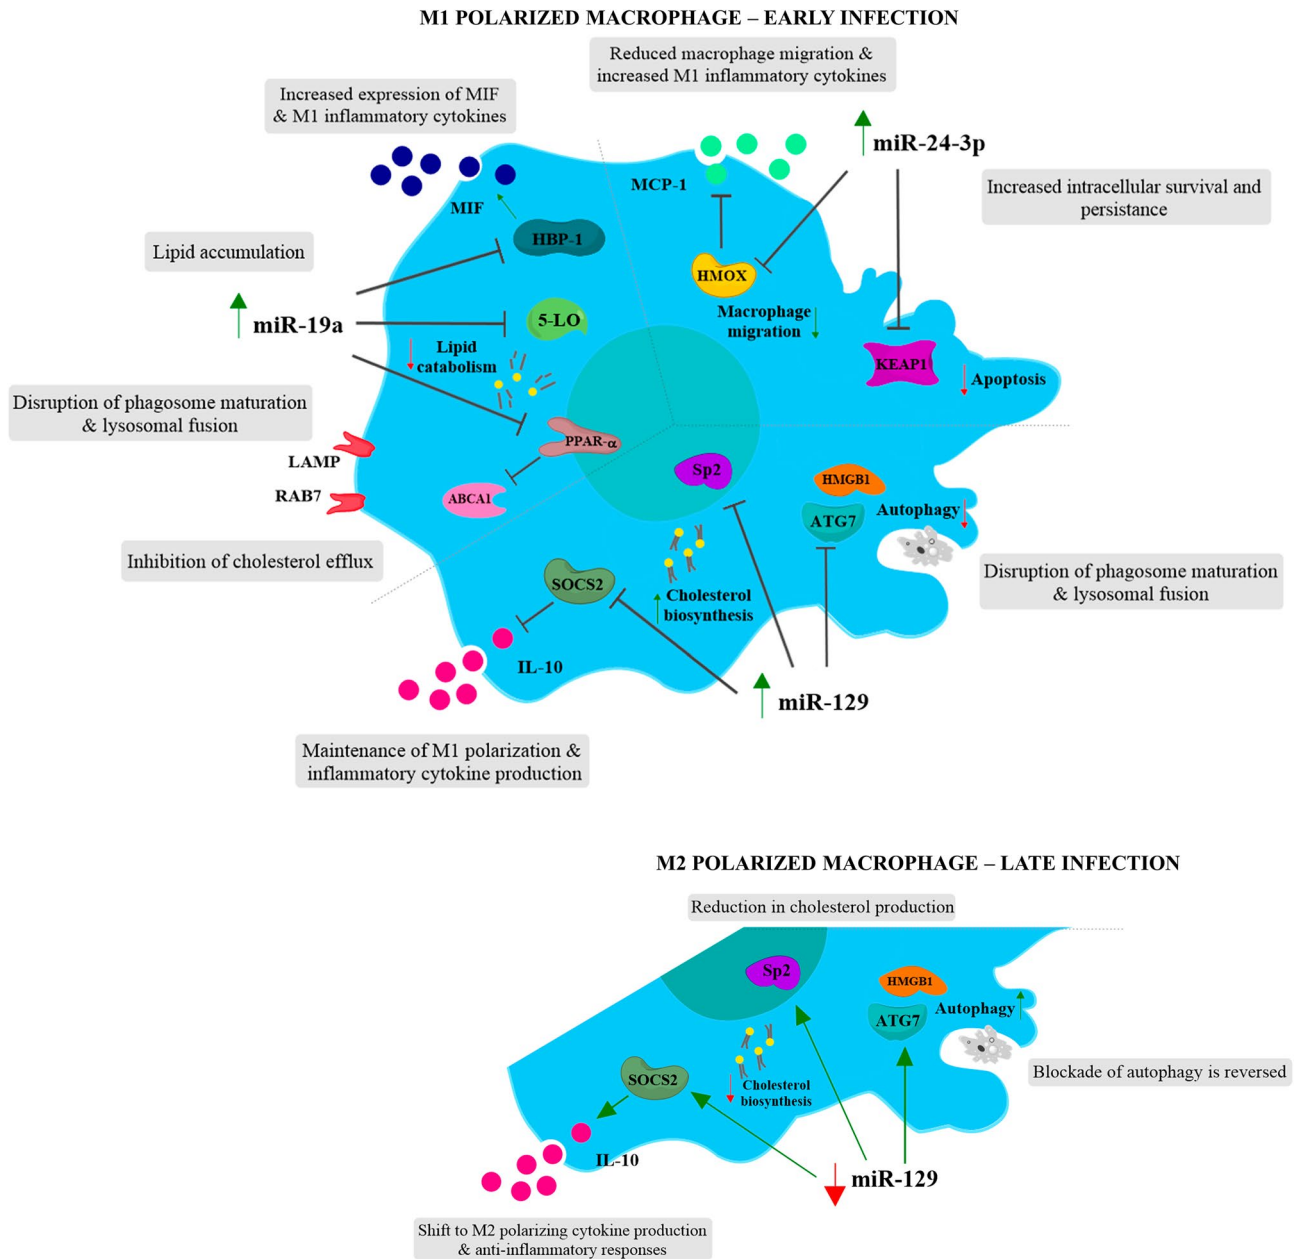 M1 POLARIZED MACROPHAGE – EARLY INFECTION
Reduced macrophage migration &
increased M1 inflammatory cytokines
Increased expression of MIF
& M1 inflammatory cytokines
miR-24-3p
MCP-1
Increased intracellular survival and
persistance
MIF
HBP-1
Lipid accumulation
HMOX
miR-19a
5-LO
Macrophage
migration
Lipid
catabolism
KEAP1
Apoptosis
Disruption of phagosome maturation
& lysosomal fusion
PPAR-α
LAMP
Sp2
HMGB1
RAB7
ABCA1
Autophagy
ATG7
Inhibition of cholesterol efflux
Disruption of phagosome maturation
& lysosomal fusion
SOCS2
Cholesterol
biosynthesis
IL-10
miR-129
Maintenance of M1 polarization &
inflammatory cytokine production
M2 POLARIZED MACROPHAGE – LATE INFECTION
Reduction in cholesterol production
Sp2
HMGB1
Autophagy
ATG7
Blockade of autophagy is reversed
SOCS2
Cholesterol
biosynthesis
IL-10
miR-129
Shift to M2 polarizing cytokine production
& anti-inflammatory responses